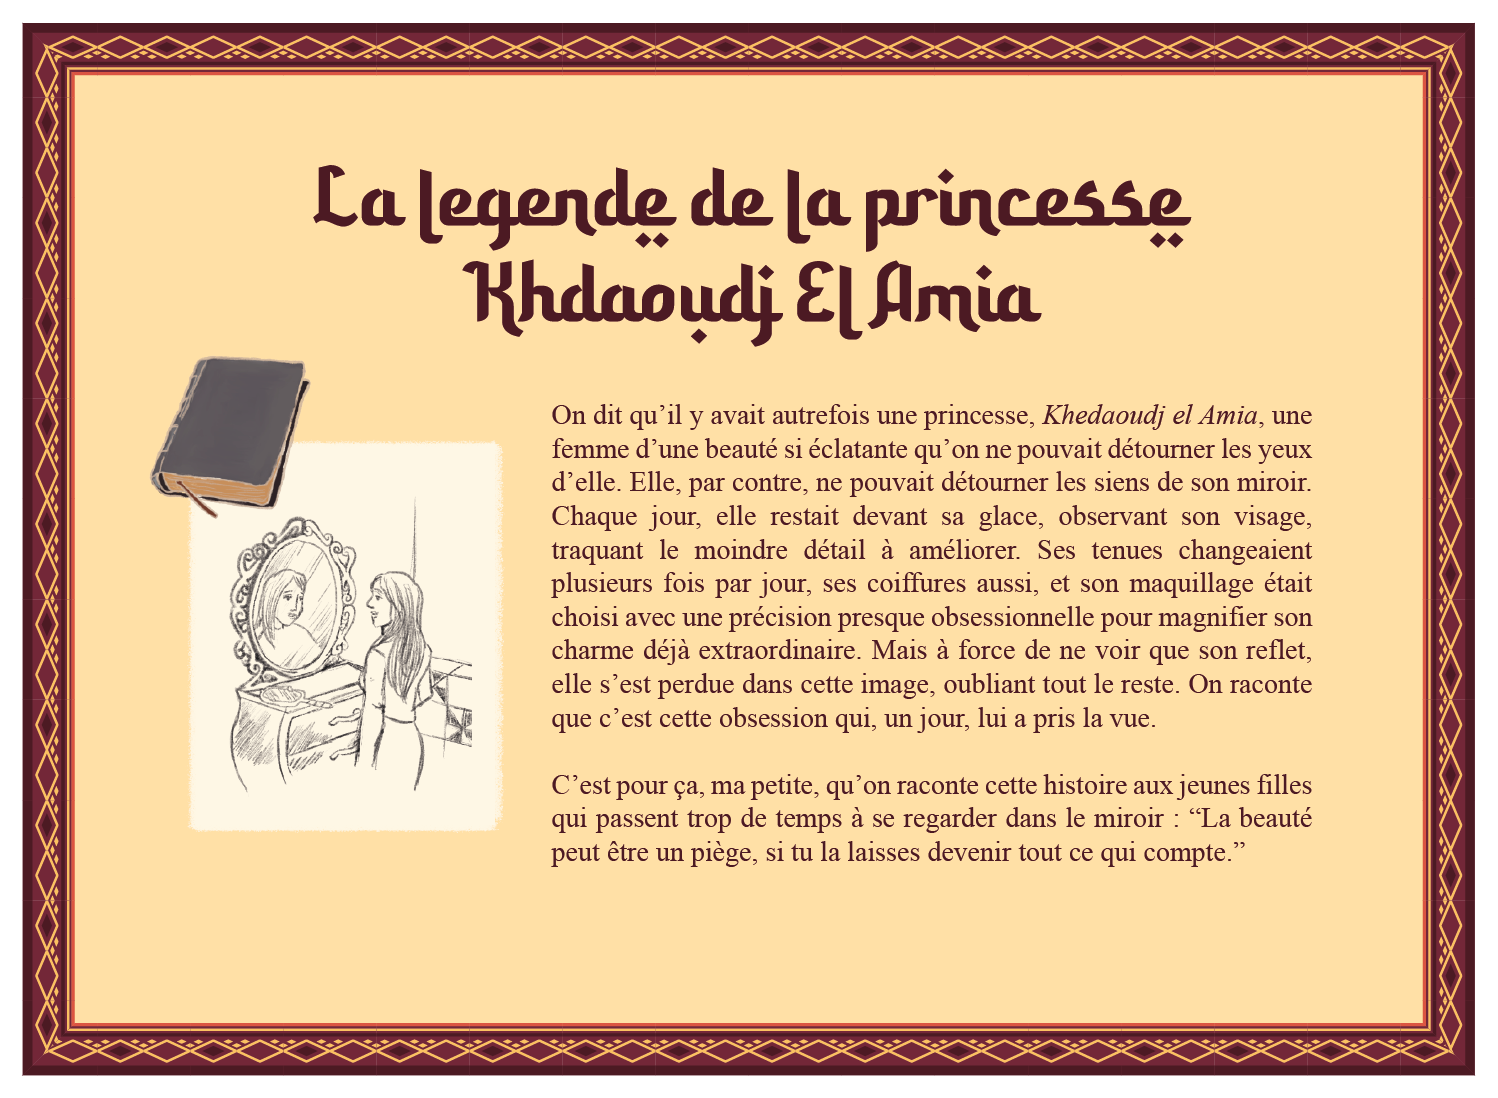 La legende de la princesse
Khdaoudj El Amia
On dit qu’il y avait autrefois une princesse, Khedaoudj el Amia, une
femme d’une beauté si éclatante qu’on ne pouvait détourner les yeux
d’elle. Elle, par contre, ne pouvait détourner les siens de son miroir.
Chaque jour, elle restait devant sa glace, observant son visage,
traquant le moindre détail à améliorer. Ses tenues changeaient
plusieurs fois par jour, ses coiffures aussi, et son maquillage était
choisi avec une précision presque obsessionnelle pour magnifier son
charme déjà extraordinaire. Mais à force de ne voir que son reflet,
elle s’est perdue dans cette image, oubliant tout le reste. On raconte
que c’est cette obsession qui, un jour, lui a pris la vue.
C’est pour ça, ma petite, qu’on raconte cette histoire aux jeunes filles
qui passent trop de temps à se regarder dans le miroir : “La beauté
peut être un piège, si tu la laisses devenir tout ce qui compte.”